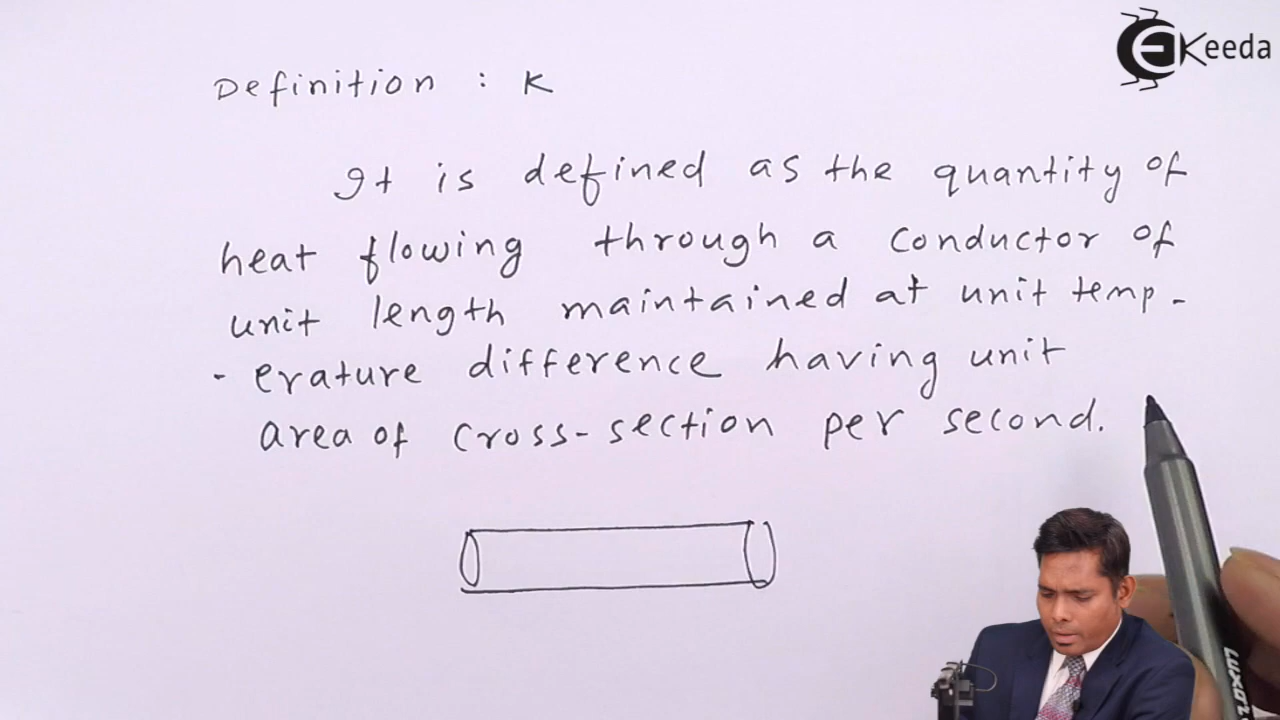 Keeda
Definition : K
It is defined as the quantity of
heat flowing through a conductor of
unit length maintained at unit temp-
- erature difference having unit
area of cross-section per second.
LUXOR